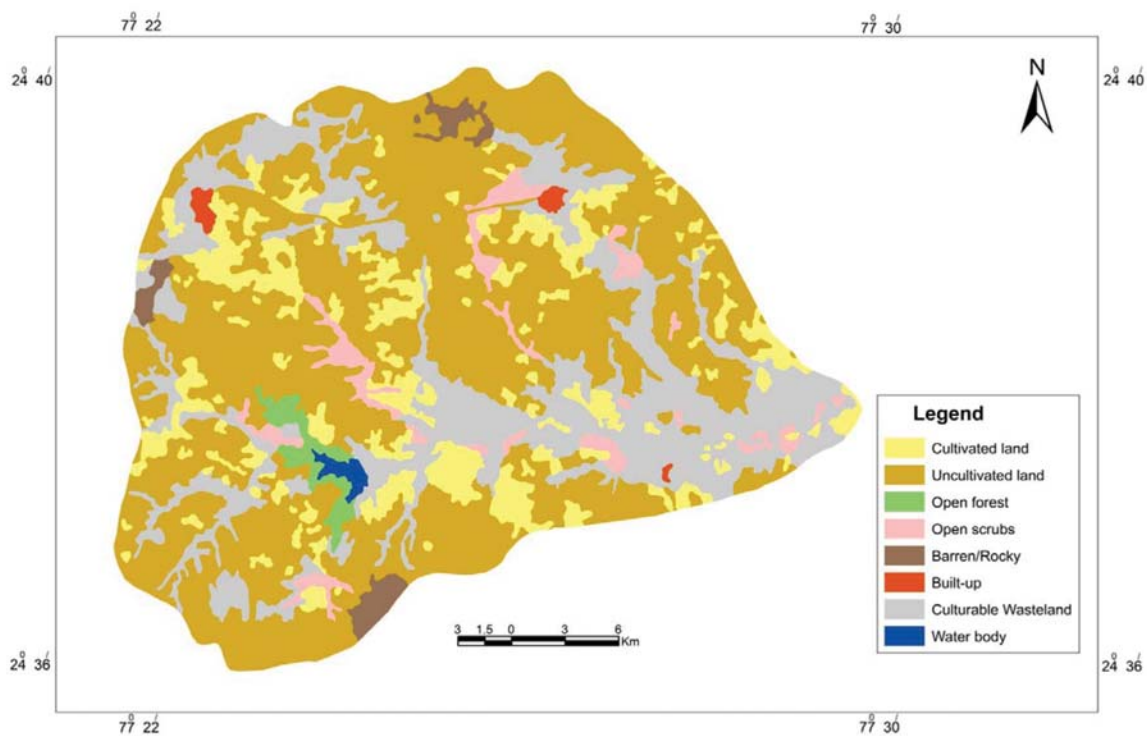 77° 22′
77° 30′
24° 40′
24° 40′
N
Legend
Cultivated land
Uncultivated land
Open forest
Open scrubs
Barren/Rocky
Built-up
Culturable Wasteland
Water body
3 1.5 0 3 6
Km
24° 36′
24° 36′
77° 22′
77° 30′